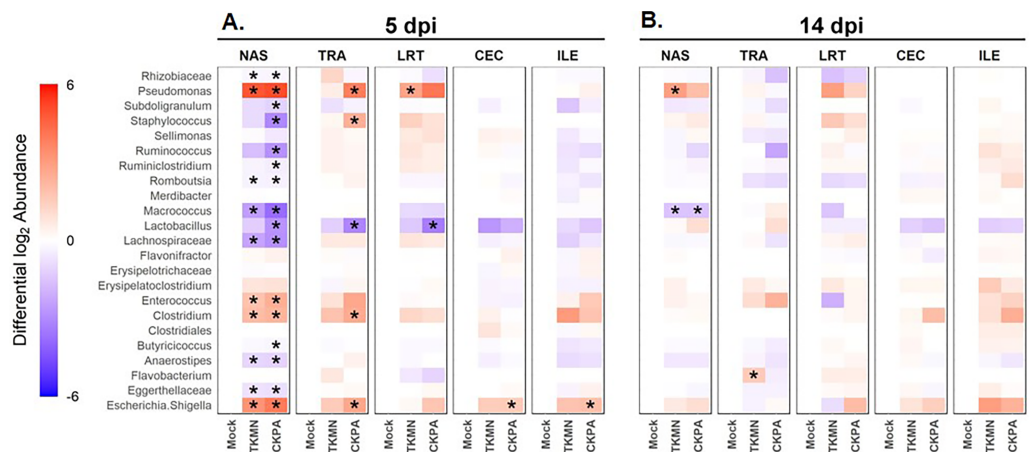 A.
5 dpi
B.
14 dpi
NAS TRA LRT CEC ILE
NAS TRA LRT CEC ILE
6
0
-6
Differential log2 Abundance
Rhizobiaceae
Pseudomonas
Subdoligranulum
Staphylococcus
Sellimonas
Ruminococcus
Ruminiclostridium
Romboutsia
Merdibacter
Macrococcus
Lactobacillus
Lachnospiraceae
Flavonifractor
Erysipelotrichaceae
Erysipelatoclostridium
Enterococcus
Clostridium
Clostridiales
Butyricicoccus
Anaerostipes
Flavobacterium
Eggerthellaceae
Escherichia.Shigella
Mock TKMN CKPA Mock TKMN CKPA Mock TKMN CKPA Mock TKMN CKPA Mock TKMN CKPA
Mock TKMN CKPA Mock TKMN CKPA Mock TKMN CKPA Mock TKMN CKPA Mock TKMN CKPA